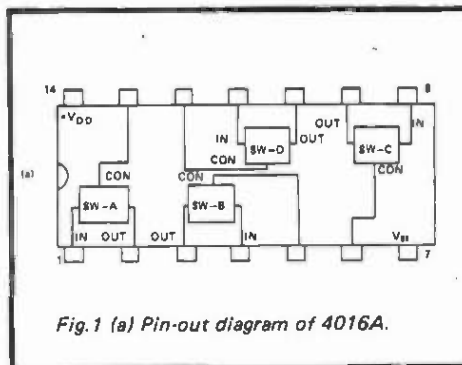 14 8
+VDD
IN OUT OUT IN
CON OUT
(a) CON CON SW-D SW-C
CON
SW-A SW-B
IN OUT OUT IN VSS
1 7
Fig.1 (a) Pin-out diagram of 4016A.